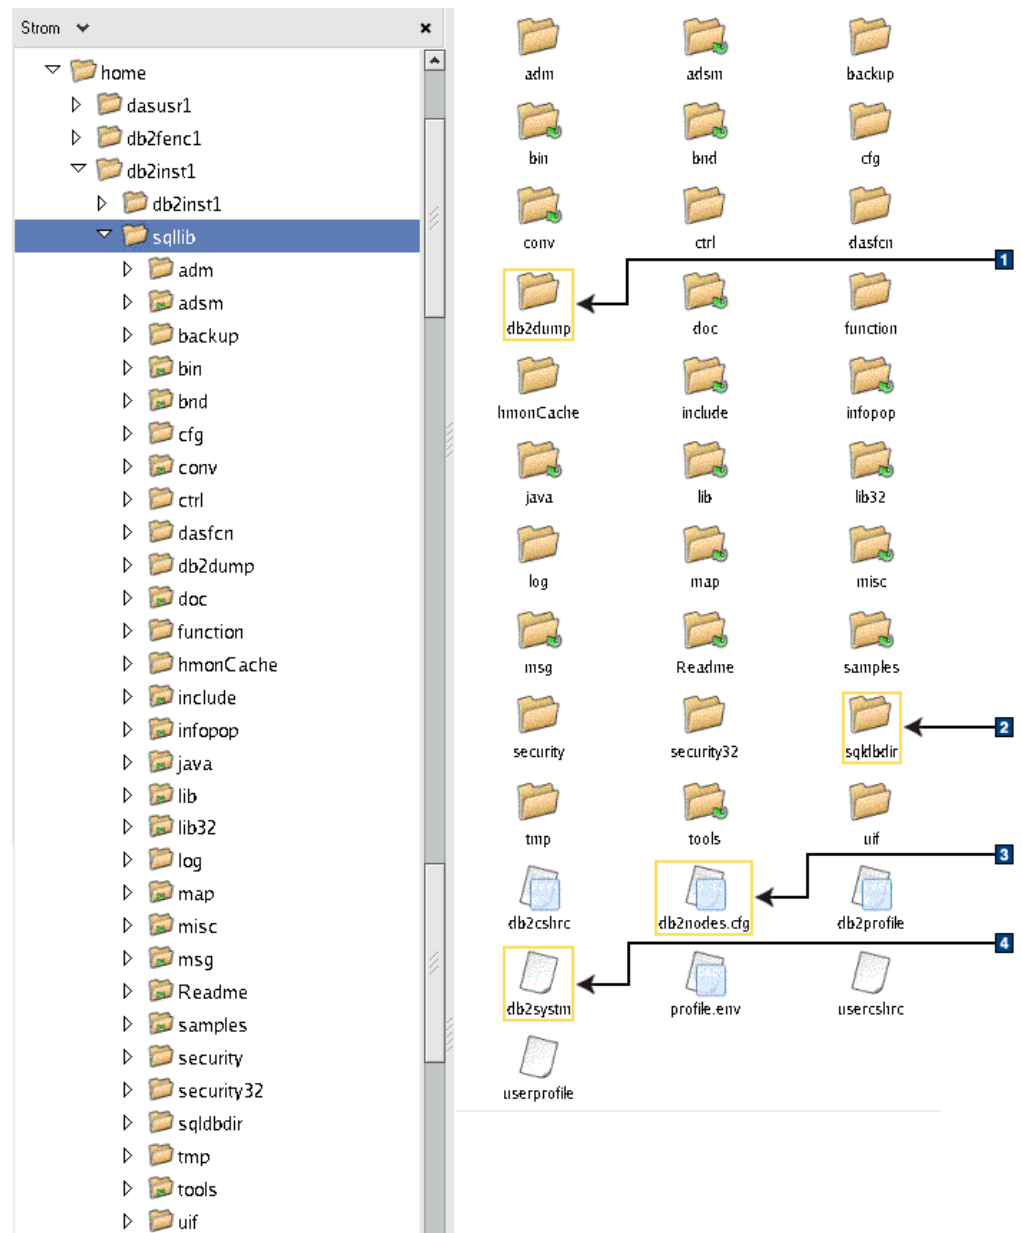 Strom
home
dasusr1
db2fenc1
db2inst1
db2inst1
sqllib
adm
adsm
backup
bin
bnd
cfg
conv
ctrl
dasfcn
db2dump
doc
function
hmonCache
include
infopop
java
lib
lib32
log
map
misc
msg
Readme
samples
security
security32
sqldbdir
tmp
tools
uif
adm adsm backup
bin bnd cfg
conv ctrl dasfcn
1
db2dump doc function
hmonCache include infopop
java lib lib32
log map misc
msg Readme samples
2
security security32 sqldbdir
tmp tools uif
3
db2cshrc db2nodes.cfg db2profile
4
db2systm profile.env usercshrc
userprofile